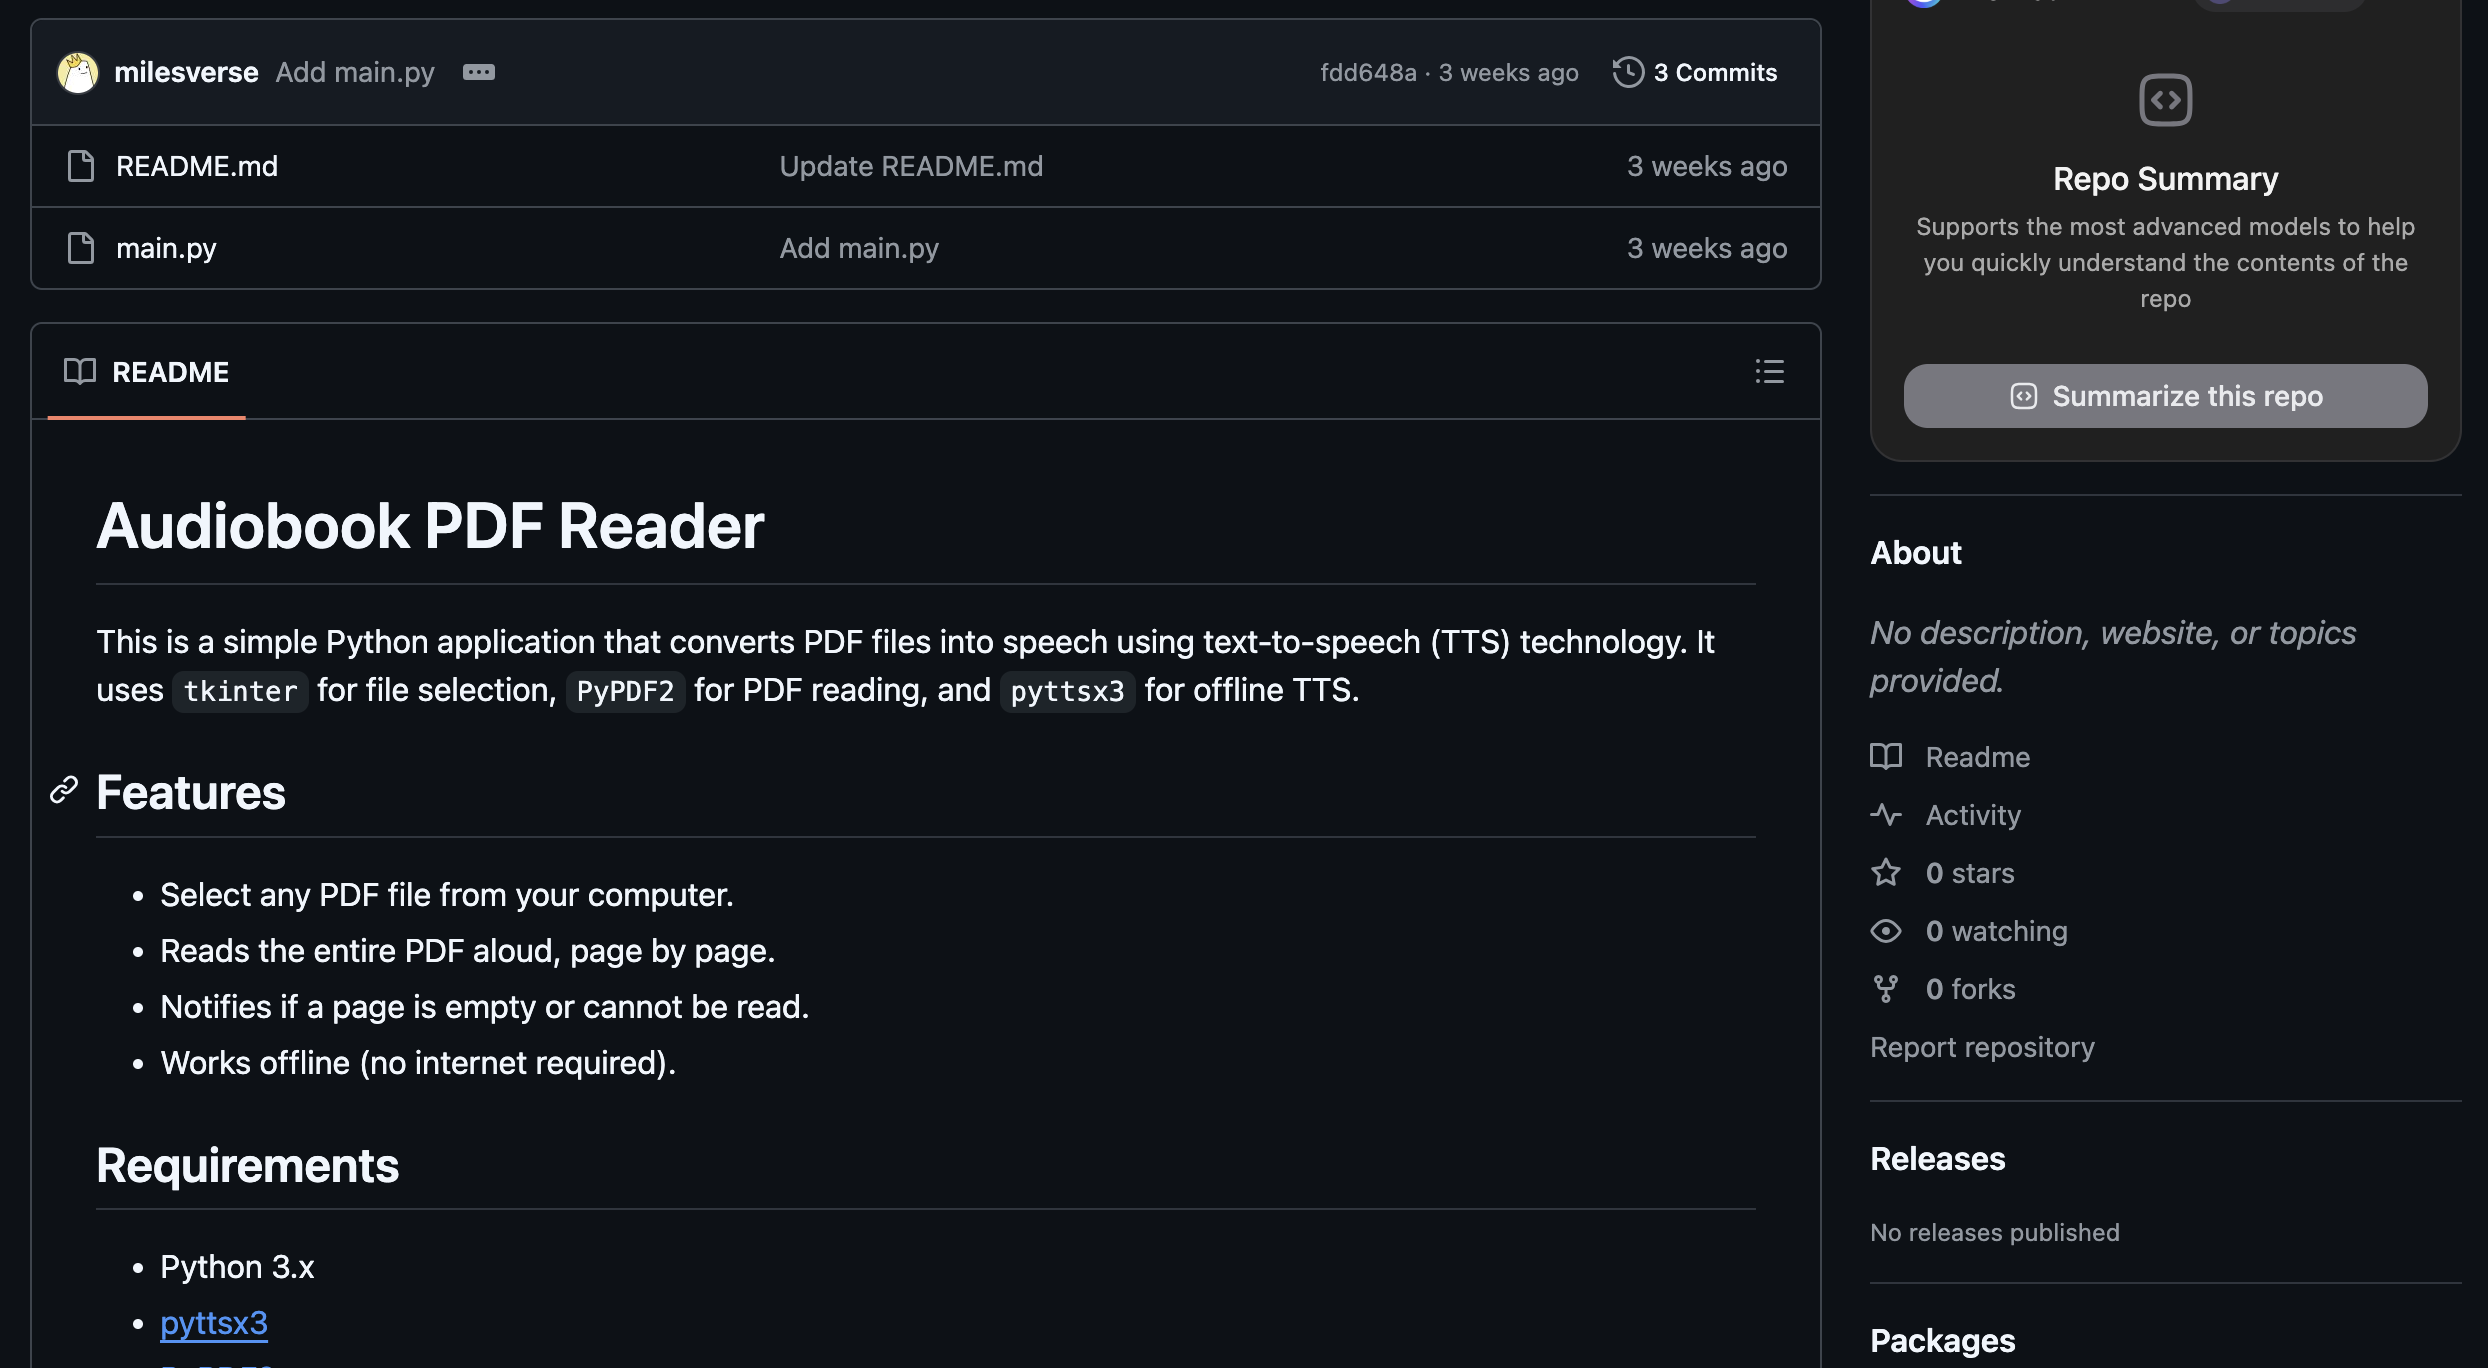 milesverse Add main.py
fdd648a · 3 weeks ago
3 Commits
README.md
Update README.md
3 weeks ago
main.py
Add main.py
3 weeks ago
README
Audiobook PDF Reader
This is a simple Python application that converts PDF files into speech using text-to-speech (TTS) technology. It
uses tkinter for file selection, PyPDF2 for PDF reading, and pyttsx3 for offline TTS.
Features
• Select any PDF file from your computer.
• Reads the entire PDF aloud, page by page.
• Notifies if a page is empty or cannot be read.
• Works offline (no internet required).
Requirements
• Python 3.x
• pyttsx3
Repo Summary
Supports the most advanced models to help
you quickly understand the contents of the
repo
Summarize this repo
About
No description, website, or topics
provided.
Readme
Activity
0 stars
0 watching
0 forks
Report repository
Releases
No releases published
Packages